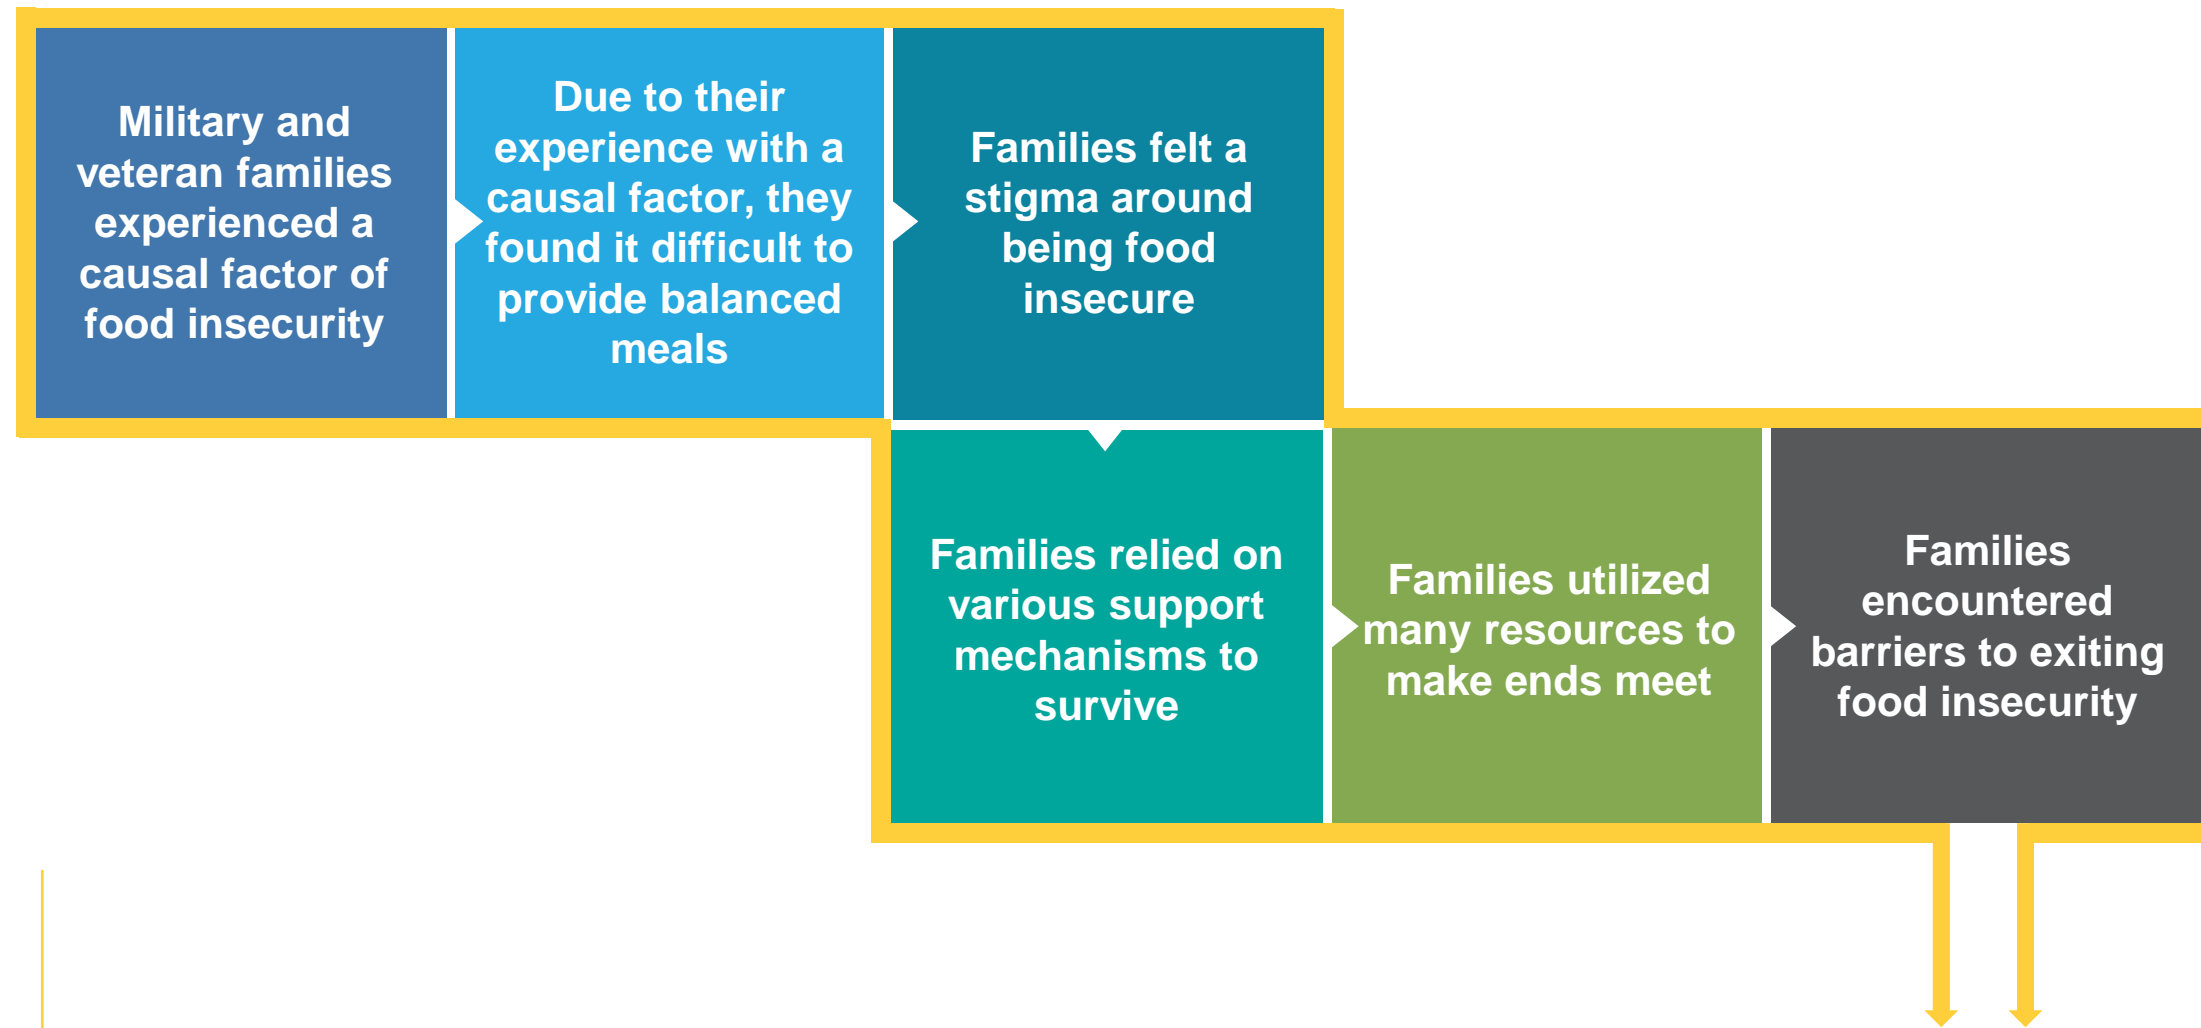 Military and
veteran families
experienced a
causal factor of
food insecurity
Due to their
experience with a
causal factor, they
found it difficult to
provide balanced
meals
Families felt a
stigma around
being food
insecure
Families relied on
various support
mechanisms to
survive
Families utilized
many resources to
make ends meet
Families
encountered
barriers to exiting
food insecurity